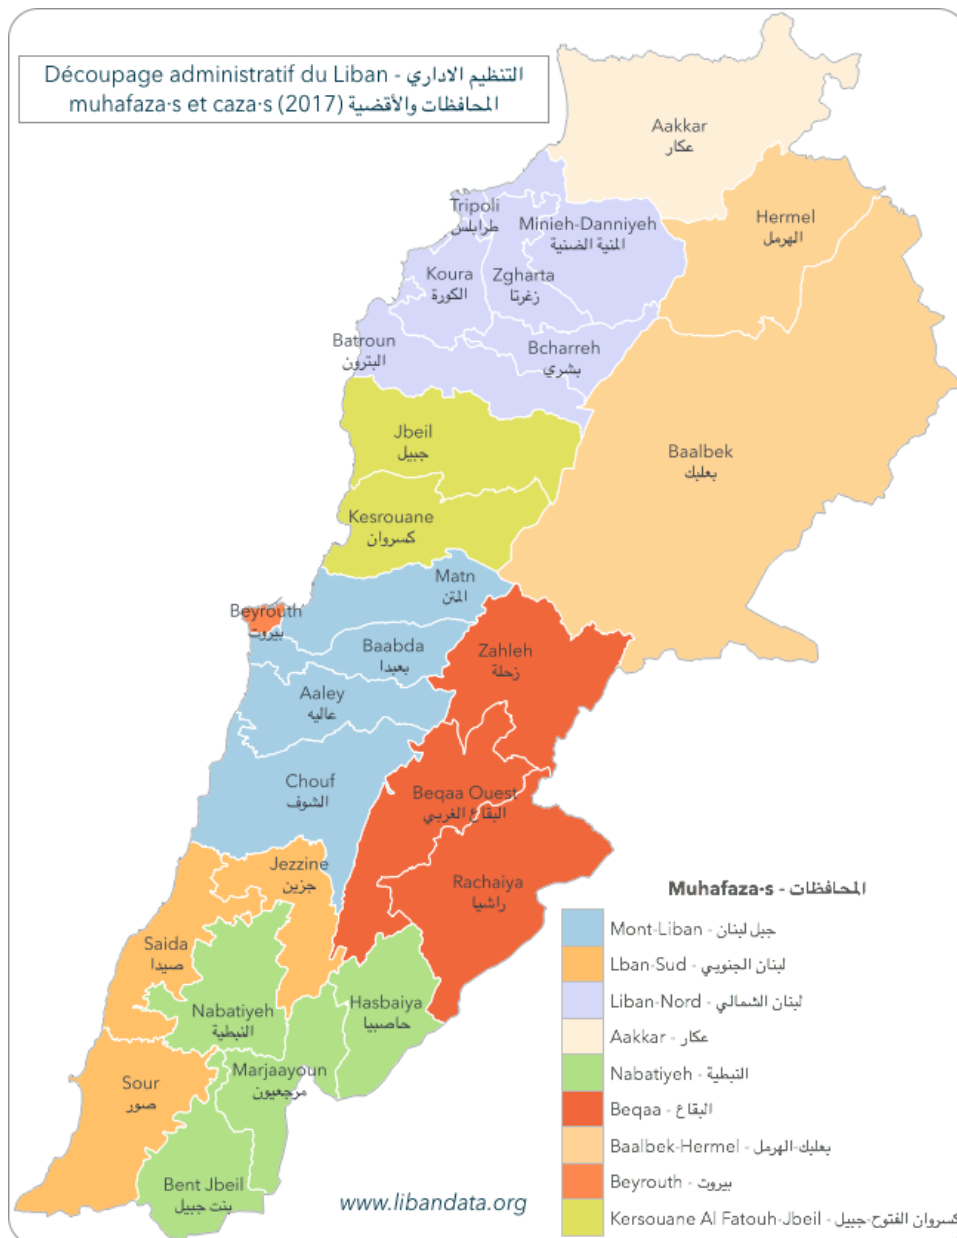 Découpage administratif du Liban - التنظيم الاداري
muhafaza·s et caza·s (2017) المحافظات والأقضية
Aakkar
عكار
Hermel
الهرمل
Tripoli
طرابلس
Minieh-Danniyeh
المنية الضنية
Koura
الكورة
Zgharta
زغرتا
Batroun
البترون
Bcharreh
بشري
Jbeil
جبيل
Baalbek
بعلبك
Kesrouane
كسروان
Matn
المتن
Beyrouth
بيروت
Baabda
بعبدا
Zahleh
زحلة
Aaley
عاليه
Chouf
الشوف
Beqaa Ouest
البقاع الغربي
Jezzine
جزين
Rachaiya
راشيا
Saida
صيدا
Nabatiyeh
النبطية
Hasbaiya
حاصبيا
Marjaayoun
مرجعيون
Sour
صور
Bent Jbeil
بنت جبيل
www.libandata.org
Muhafaza·s - المحافظات
Mont-Liban - جبل لبنان
Lban-Sud - لبنان الجنوبي
Liban-Nord - لبنان الشمالي
Aakkar - عكار
Nabatiyeh - النبطية
Beqaa - البقاع
Baalbek-Hermel - بعلبك-الهرمل
Beyrouth - بيروت
Kersouane Al Fatouh-Jbeil - كسروان الفتوح-جبيل